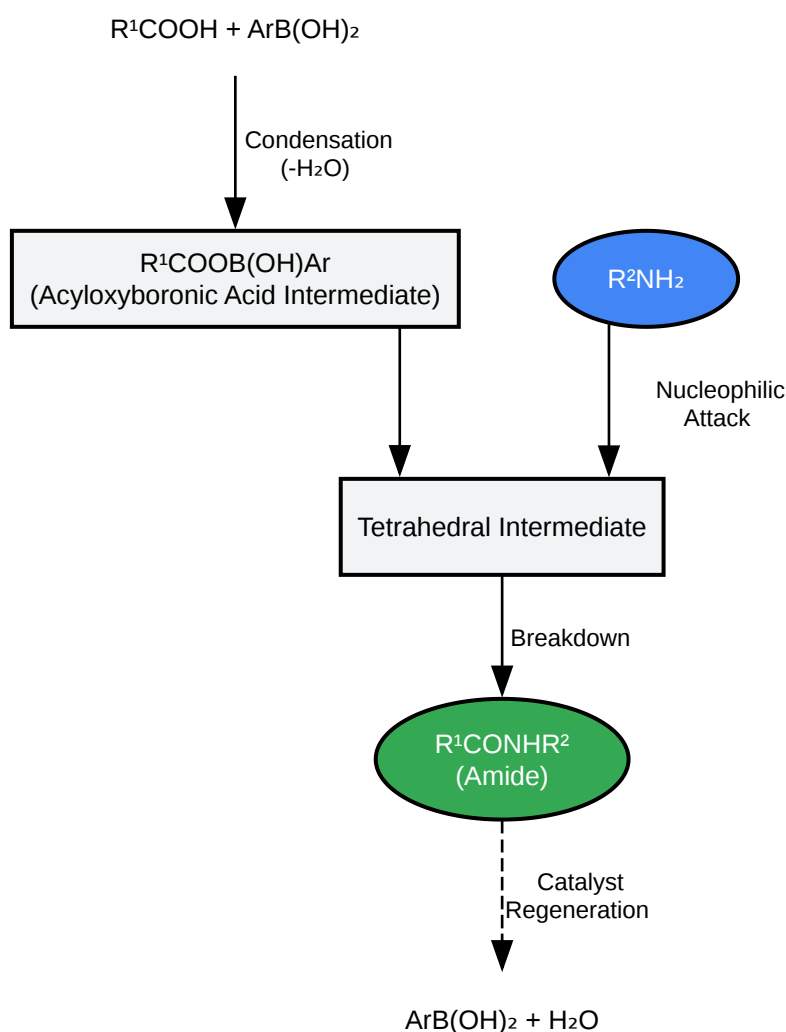 R¹COOH + ArB(OH)₂
Condensation
(-H₂O)
R¹COOB(OH)Ar
(Acyloxyboronic Acid Intermediate)
R²NH₂
Nucleophilic
Attack
Tetrahedral Intermediate
Breakdown
R¹CONHR²
(Amide)
Catalyst
Regeneration
ArB(OH)₂ + H₂O